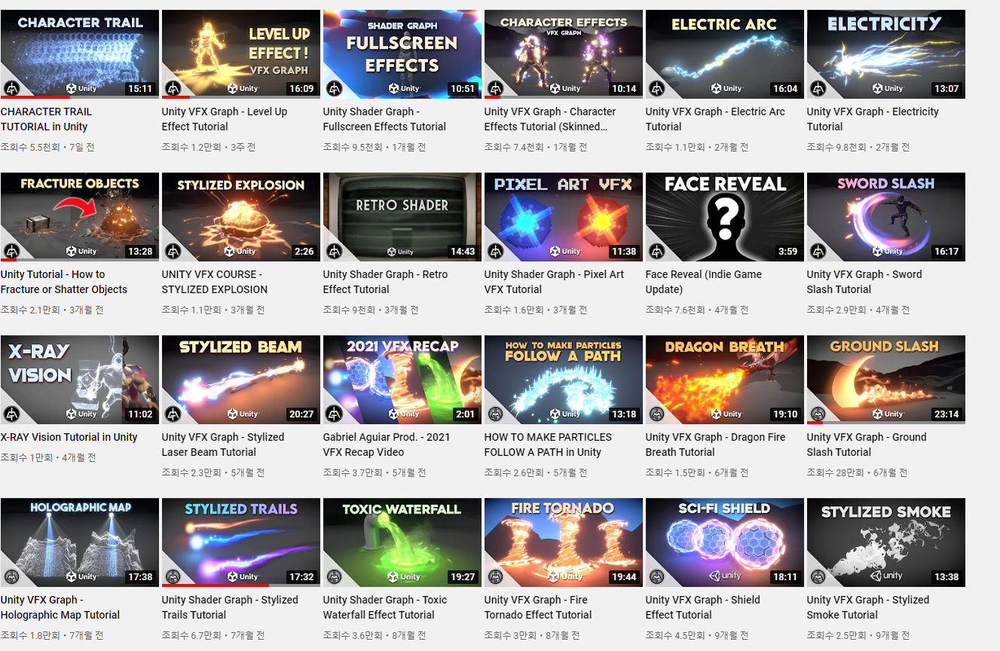 CHARACTER TRAIL
Unity
15:11
LEVEL UP
EFFECT!
VFX GRAPH
Unity
16:09
SHADER GRAPH
FULLSCREEN
EFFECTS
Unity
10:51
CHARACTER EFFECTS
VFX GRAPH
Unity
10:14
ELECTRIC ARC
Unity
16:04
ELECTRICITY
Unity
13:07
CHARACTER TRAIL
TUTORIAL in Unity
조회수 5.5천회 • 7일 전
Unity VFX Graph - Level Up
Effect Tutorial
조회수 1.2만회 • 3주 전
Unity Shader Graph -
Fullscreen Effects Tutorial
조회수 9.5천회 • 1개월 전
Unity VFX Graph - Character
Effects Tutorial (Skinned...
조회수 7.4천회 • 1개월 전
Unity VFX Graph - Electric Arc
Tutorial
조회수 1.1만회 • 2개월 전
Unity VFX Graph - Electricity
Tutorial
조회수 9.8천회 • 2개월 전
FRACTURE OBJECTS
Unity
13:28
STYLIZED EXPLOSION
Unity
2:26
RETRO SHADER
Unity
14:43
PIXEL ART VFX
Unity
11:38
FACE REVEAL
?
3:59
SWORD SLASH
Unity
16:17
Unity Tutorial - How to
Fracture or Shatter Objects
조회수 2.1만회 • 3개월 전
UNITY VFX COURSE -
STYLIZED EXPLOSION
조회수 1.1만회 • 3개월 전
Unity Shader Graph - Retro
Effect Tutorial
조회수 9천회 • 3개월 전
Unity Shader Graph - Pixel Art
VFX Tutorial
조회수 1.6만회 • 3개월 전
Face Reveal (Indie Game
Update)
조회수 7.6천회 • 4개월 전
Unity VFX Graph - Sword
Slash Tutorial
조회수 2.9만회 • 4개월 전
X-RAY
VISION
Unity
11:02
STYLIZED BEAM
Unity
20:27
2021 VFX RECAP
Unity
2:01
HOW TO MAKE PARTICLES
FOLLOW A PATH
Unity
13:18
DRAGON BREATH
Unity
19:10
GROUND SLASH
Unity
23:14
X-RAY Vision Tutorial in Unity
조회수 1만회 • 4개월 전
Unity VFX Graph - Stylized
Laser Beam Tutorial
조회수 2.3만회 • 5개월 전
Gabriel Aguiar Prod. - 2021
VFX Recap Video
조회수 3.7만회 • 5개월 전
HOW TO MAKE PARTICLES
FOLLOW A PATH in Unity
조회수 2.6만회 • 5개월 전
Unity VFX Graph - Dragon Fire
Breath Tutorial
조회수 1.5만회 • 6개월 전
Unity VFX Graph - Ground
Slash Tutorial
조회수 28만회 • 6개월 전
HOLOGRAPHIC MAP
Unity
17:38
STYLIZED TRAILS
Unity
17:32
TOXIC WATERFALL
Unity
19:27
FIRE TORNADO
Unity
19:44
SCI-FI SHIELD
unity
18:11
STYLIZED SMOKE
unity
13:38
Unity VFX Graph -
Holographic Map Tutorial
조회수 1.8만회 • 7개월 전
Unity Shader Graph - Stylized
Trails Tutorial
조회수 6.7만회 • 7개월 전
Unity Shader Graph - Toxic
Waterfall Effect Tutorial
조회수 3.6만회 • 8개월 전
Unity VFX Graph - Fire
Tornado Effect Tutorial
조회수 3만회 • 8개월 전
Unity VFX Graph - Shield
Effect Tutorial
조회수 4.5만회 • 9개월 전
Unity VFX Graph - Stylized
Smoke Tutorial
조회수 2.5만회 • 9개월 전